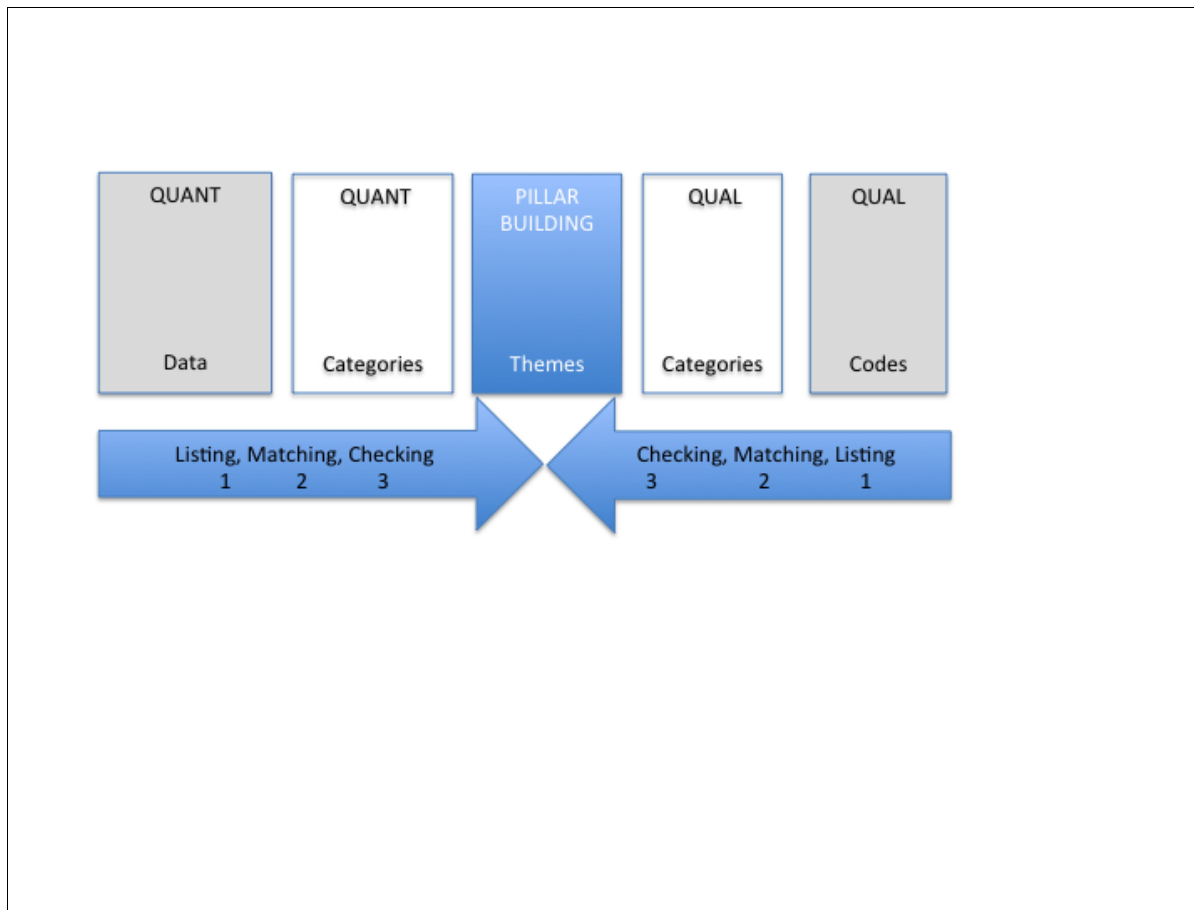 QUANT
Data
QUANT
Categories
PILLAR
BUILDING
Themes
QUAL
Categories
QUAL
Codes
Listing, Matching, Checking
1 2 3
Checking, Matching, Listing
3 2 1